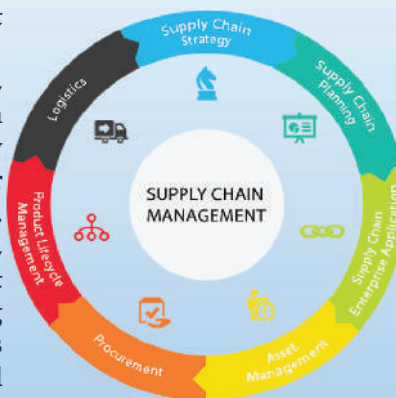 Supply Chain
Strategy
Supply Chain
Planning
Supply Chain
Enterprise Application
Asset
Management
Procurement
Product Lifecycle
Management
Logistics
SUPPLY CHAIN
MANAGEMENT